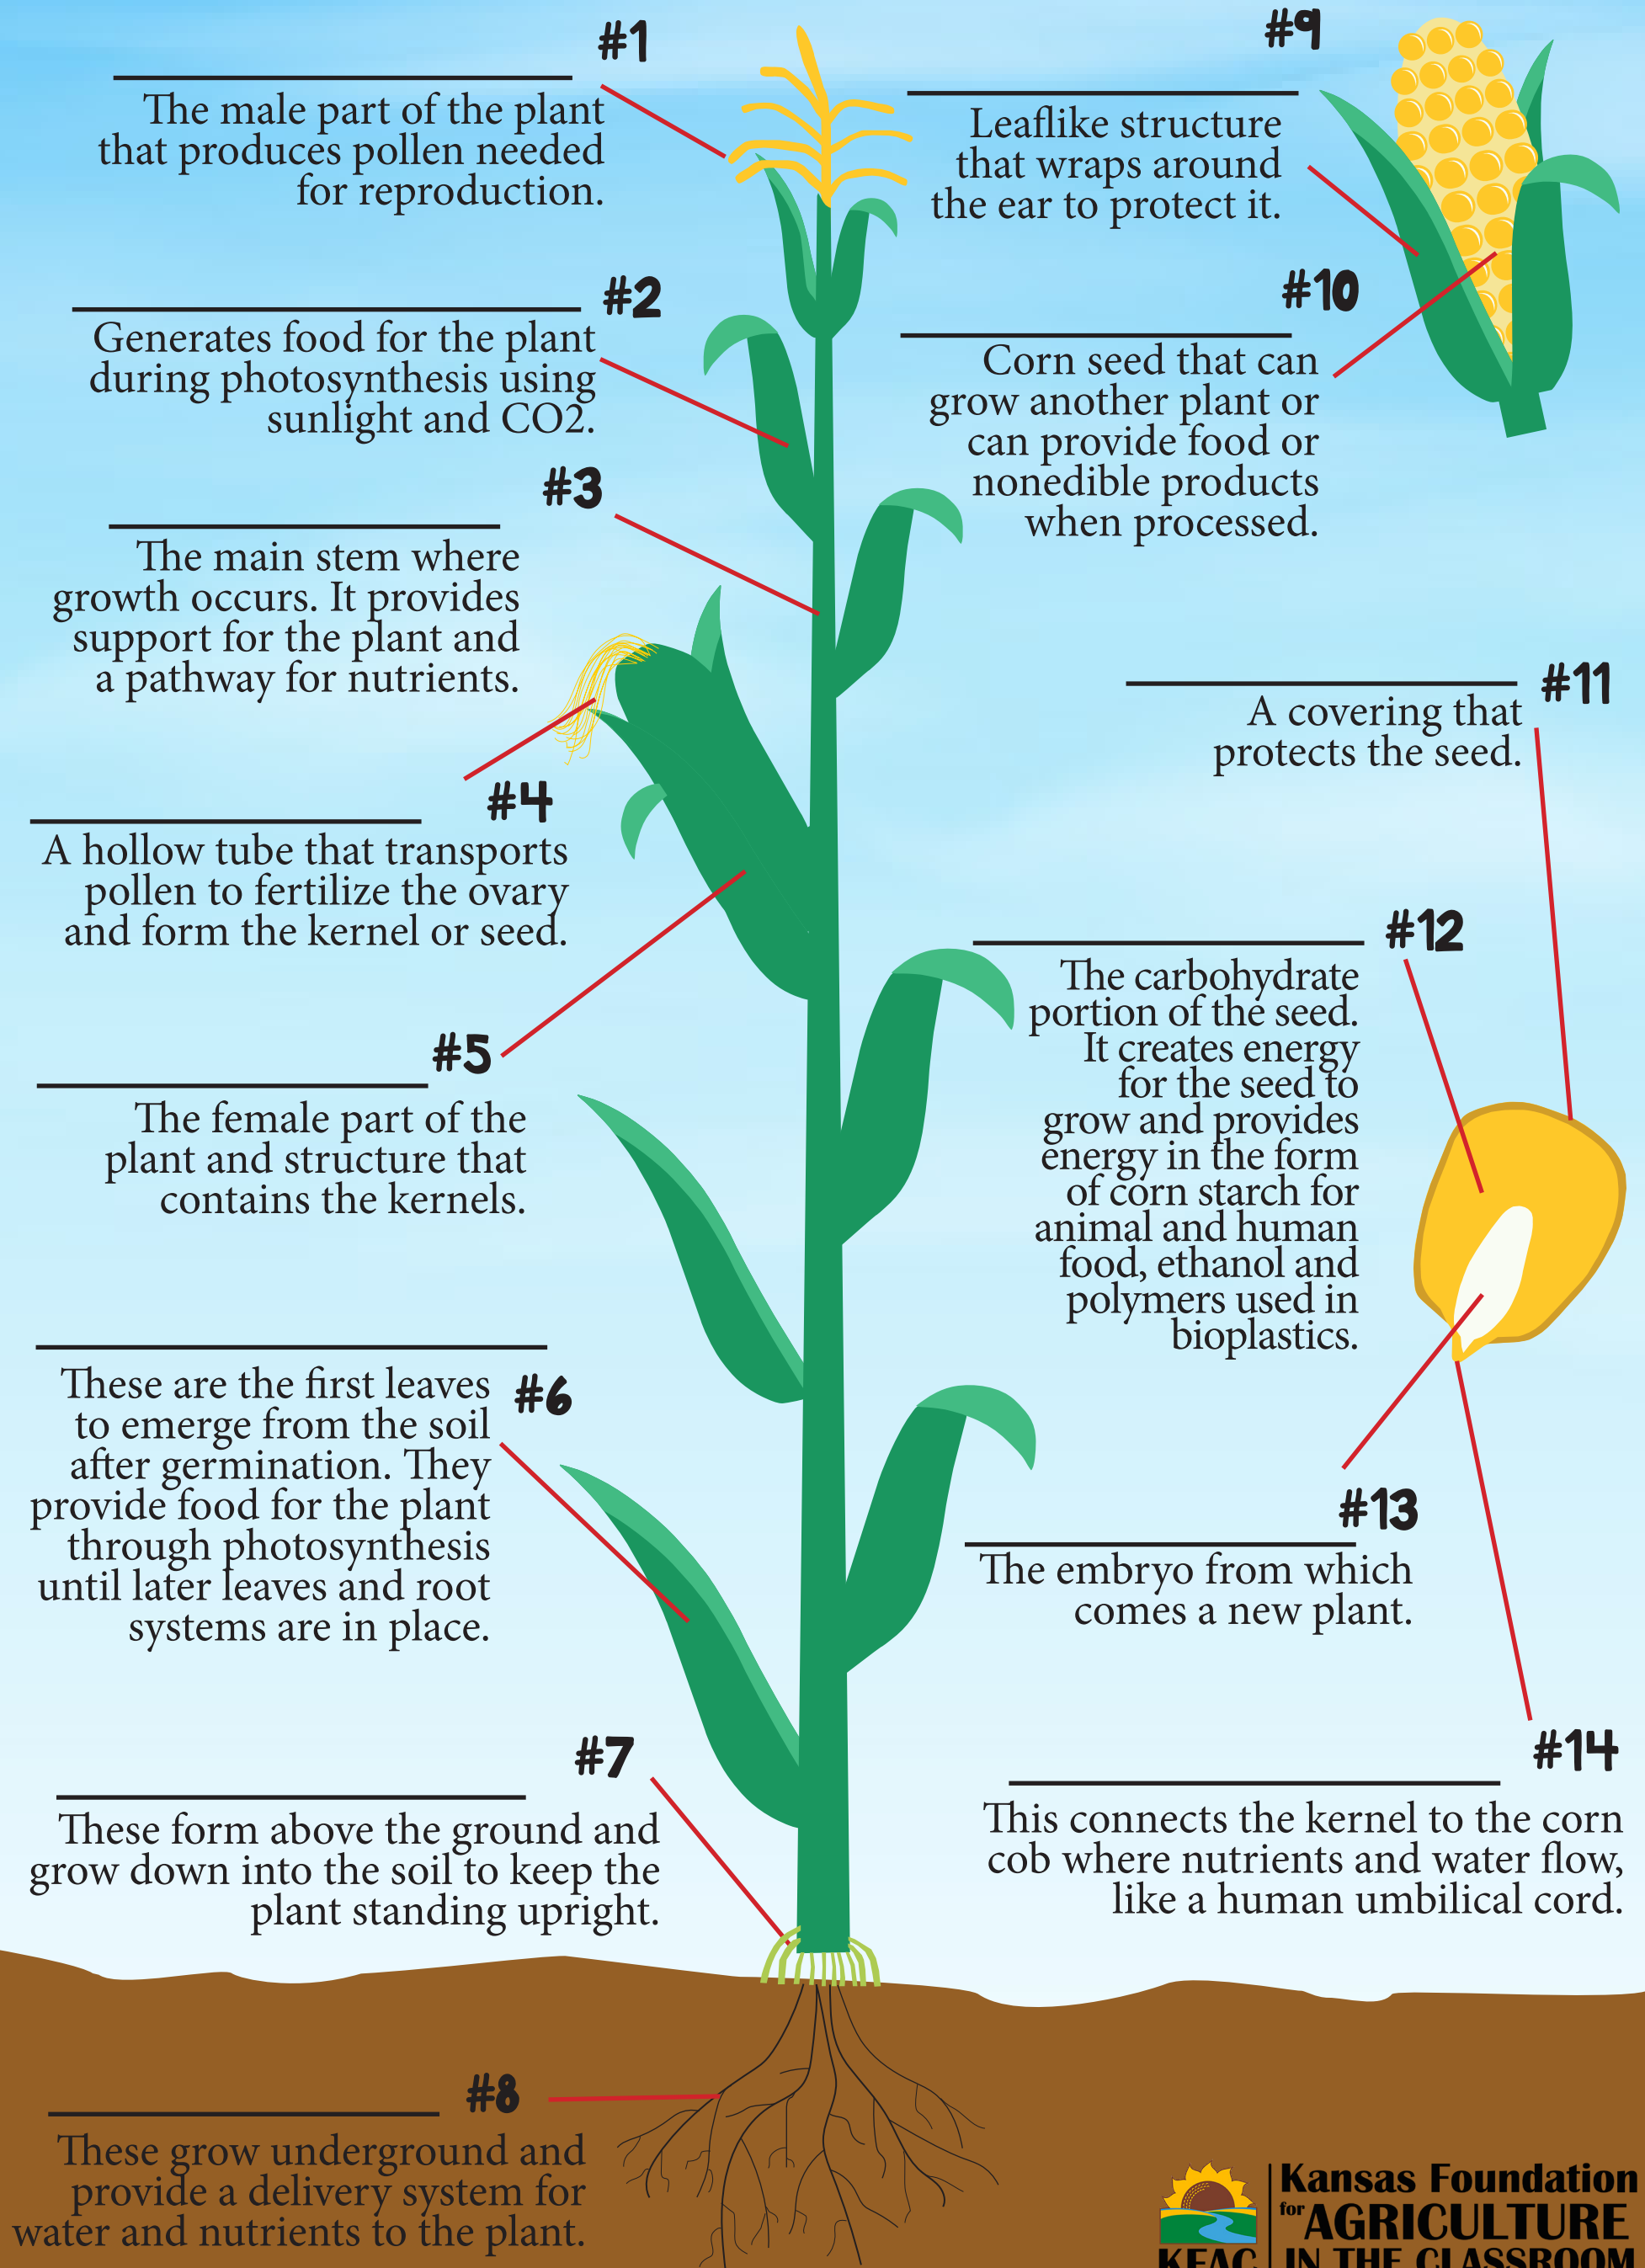 #1
The male part of the plant
that produces pollen needed
for reproduction.
#2
Generates food for the plant
during photosynthesis using
sunlight and CO2.
#3
The main stem where
growth occurs. It provides
support for the plant and
a pathway for nutrients.
#4
A hollow tube that transports
pollen to fertilize the ovary
and form the kernel or seed.
#5
The female part of the
plant and structure that
contains the kernels.
#6
These are the first leaves
to emerge from the soil
after germination. They
provide food for the plant
through photosynthesis
until later leaves and root
systems are in place.
#7
These form above the ground and
grow down into the soil to keep the
plant standing upright.
#8
These grow underground and
provide a delivery system for
water and nutrients to the plant.
#9
Leaflike structure
that wraps around
the ear to protect it.
#10
Corn seed that can
grow another plant or
can provide food or
nonedible products
when processed.
#11
A covering that
protects the seed.
#12
The carbohydrate
portion of the seed.
It creates energy
for the seed to
grow and provides
energy in the form
of corn starch for
animal and human
food, ethanol and
polymers used in
bioplastics.
#13
The embryo from which
comes a new plant.
#14
This connects the kernel to the corn
cob where nutrients and water flow,
like a human umbilical cord.
KFAC
Kansas Foundation
for AGRICULTURE
IN THE CLASSROOM